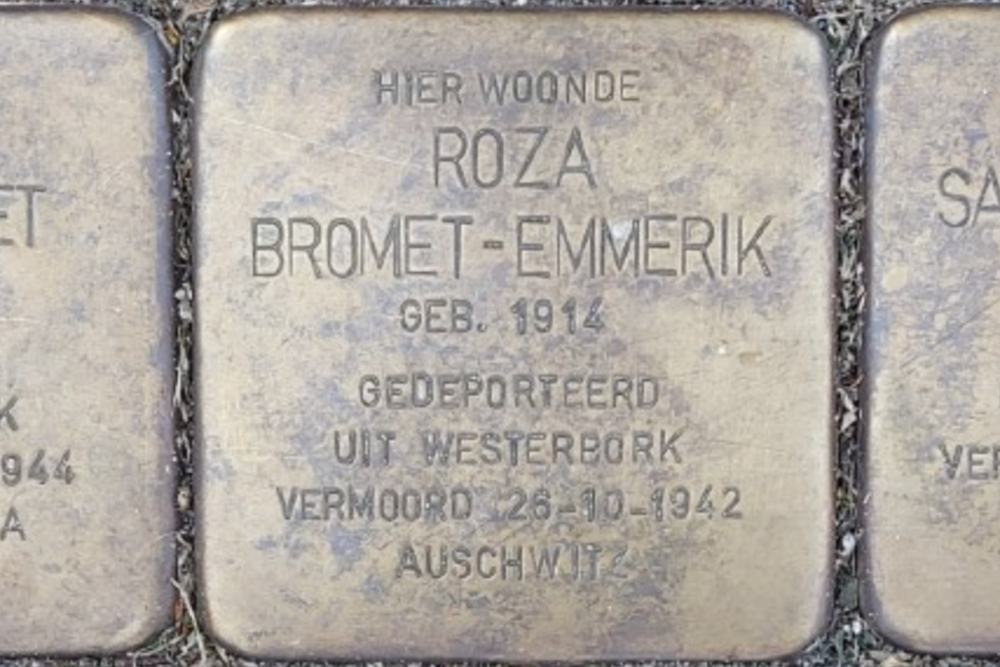 HIER WOONDE
ROZA
BROMET-EMMERIK
GEB. 1914
GEDEPORTEERD
UIT WESTERBORK
VERMOORD 26-10-1942
AUSCHWITZ